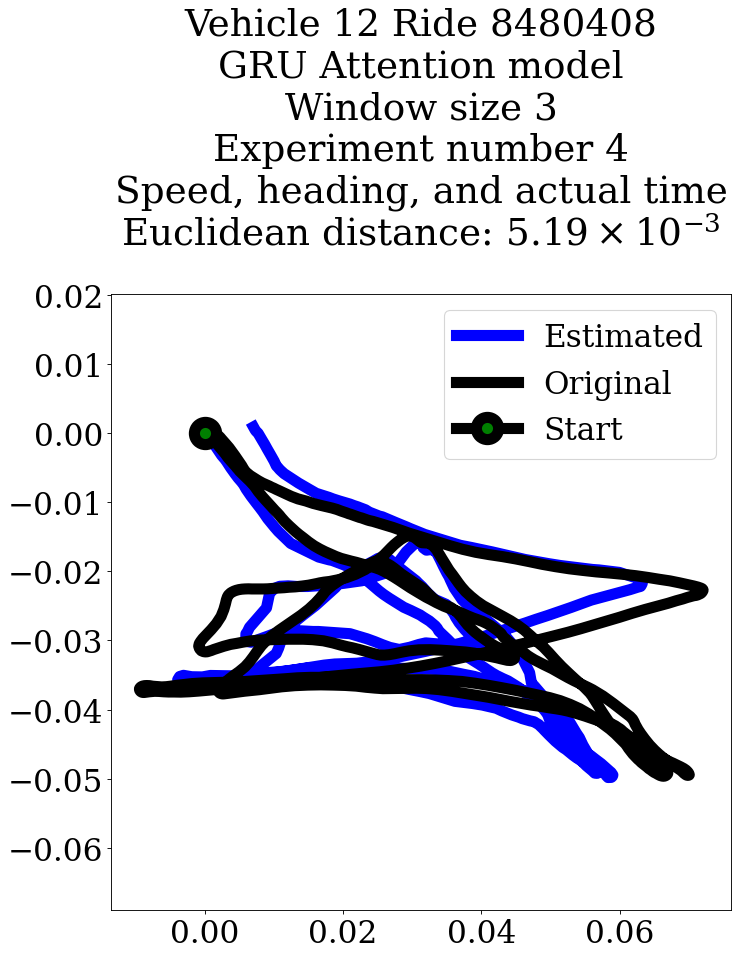 Vehicle 12 Ride 8480408
GRU Attention model
Window size 3
Experiment number 4
Speed, heading, and actual time
Euclidean distance: 5.19 × 10⁻³
Estimated
Original
Start
0.02
0.01
0.00
−0.01
−0.02
−0.03
−0.04
−0.05
−0.06
0.00 0.02 0.04 0.06